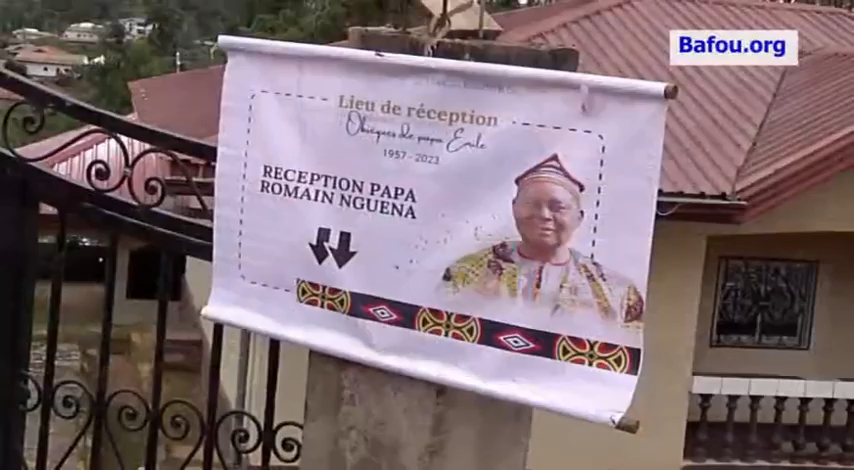 Bafou.org
Lieu de réception
Obsèques de papa Emile
1957 - 2023
RECEPTION PAPA
ROMAIN NGUENA